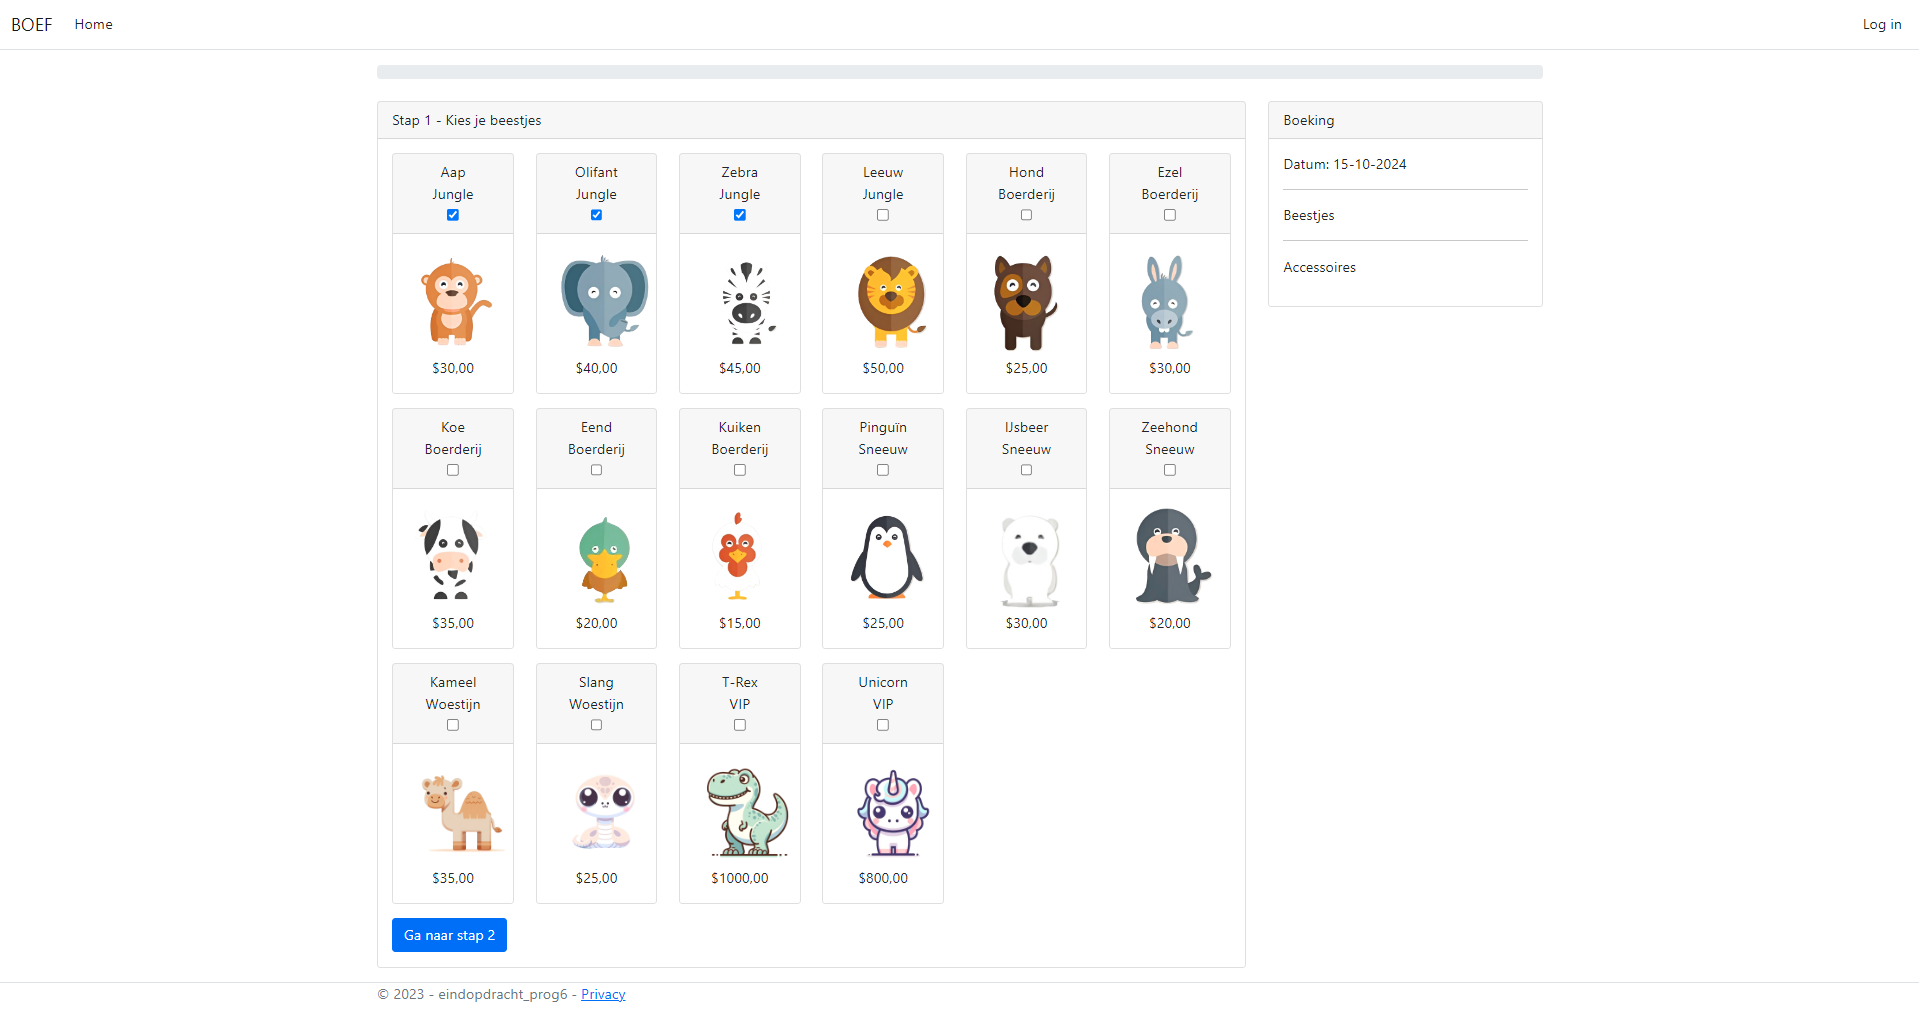 BOEF Home Log in
Stap 1 - Kies je beestjes
Aap
Jungle
$30,00
Olifant
Jungle
$40,00
Zebra
Jungle
$45,00
Leeuw
Jungle
$50,00
Hond
Boerderij
$25,00
Ezel
Boerderij
$30,00
Koe
Boerderij
$35,00
Eend
Boerderij
$20,00
Kuiken
Boerderij
$15,00
Pinguïn
Sneeuw
$25,00
IJsbeer
Sneeuw
$30,00
Zeehond
Sneeuw
$20,00
Kameel
Woestijn
$35,00
Slang
Woestijn
$25,00
T-Rex
VIP
$1000,00
Unicorn
VIP
$800,00
Ga naar stap 2
Boeking
Datum: 15-10-2024
Beestjes
Accessoires
© 2023 - eindopdracht_prog6 - Privacy